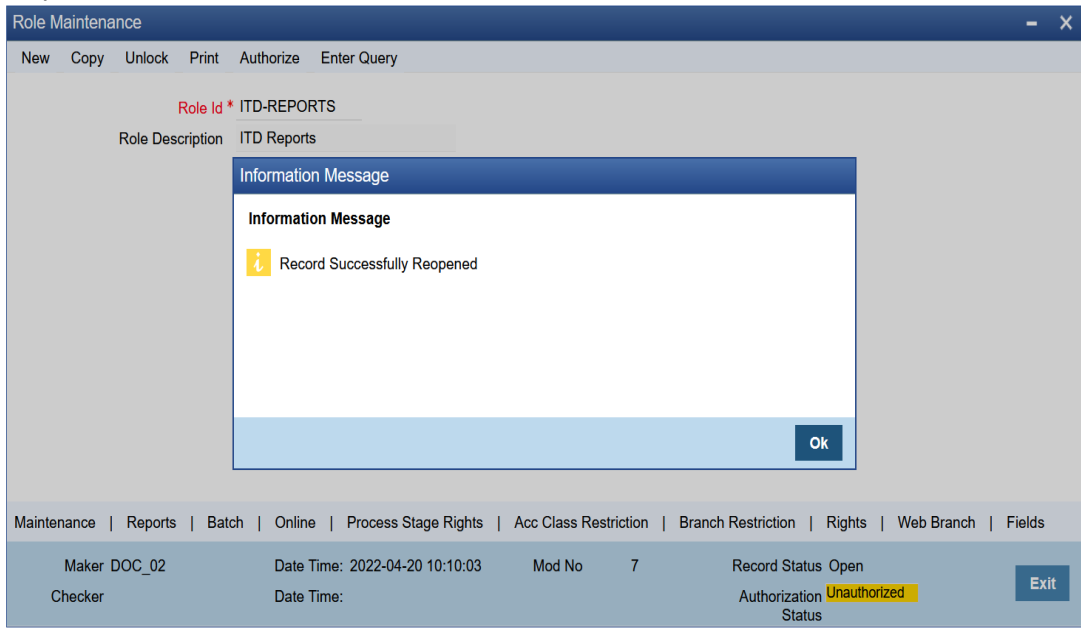 Role Maintenance
New Copy Unlock Print Authorize Enter Query
Role Id * ITD-REPORTS
Role Description ITD Reports
Information Message
Information Message
i Record Successfully Reopened
Ok
Maintenance | Reports | Batch | Online | Process Stage Rights | Acc Class Restriction | Branch Restriction | Rights | Web Branch | Fields
Maker DOC_02 Date Time: 2022-04-20 10:10:03 Mod No 7 Record Status Open
Exit
Checker Date Time: Authorization Unauthorized
Status